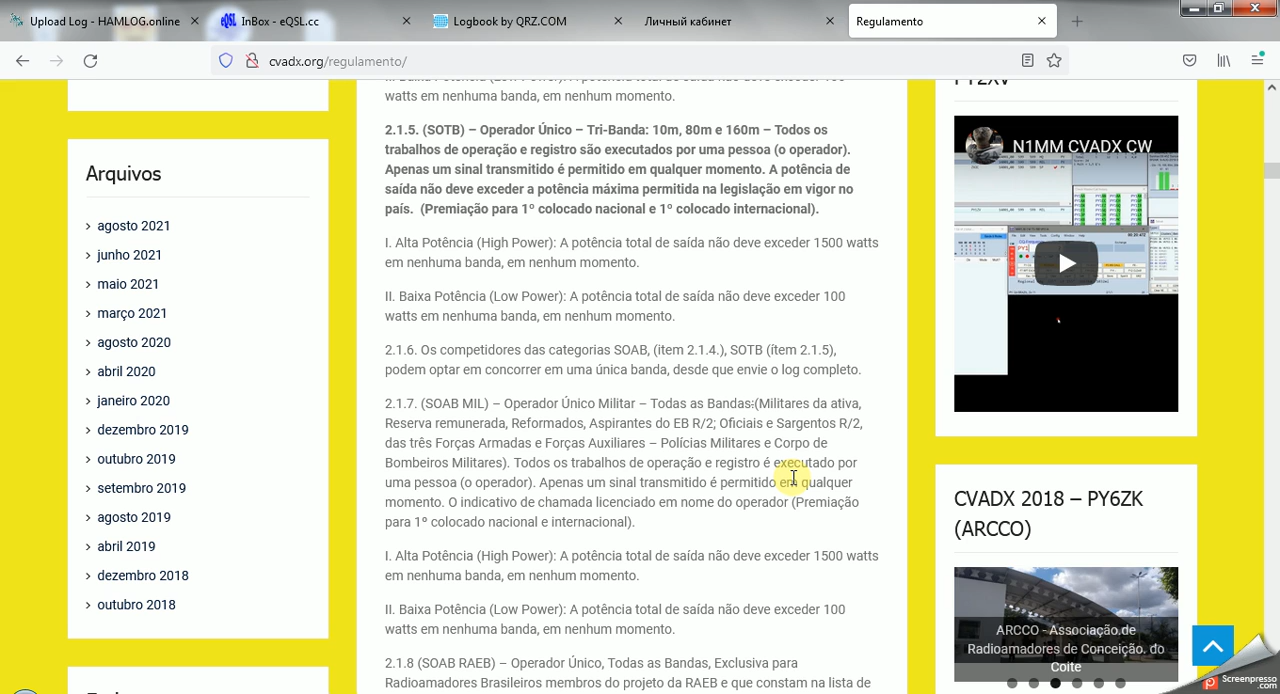 Upload Log - HAMLOG.online
InBox - eQSL.cc
Logbook by QRZ.COM
Личный кабинет
Regulamento
cvadx.org/regulamento/
watts em nenhuma banda, em nenhum momento.
2.1.5. (SOTB) – Operador Único – Tri-Banda: 10m, 80m e 160m – Todos os
trabalhos de operação e registro são executados por uma pessoa (o operador).
Apenas um sinal transmitido é permitido em qualquer momento. A potência de
saída não deve exceder a potência máxima permitida na legislação em vigor no
país.  (Premiação para 1º colocado nacional e 1º colocado internacional).
I. Alta Potência (High Power): A potência total de saída não deve exceder 1500 watts
em nenhuma banda, em nenhum momento.
II. Baixa Potência (Low Power): A potência total de saída não deve exceder 100
watts em nenhuma banda, em nenhum momento.
2.1.6. Os competidores das categorias SOAB, (item 2.1.4.), SOTB (ítem 2.1.5),
podem optar em concorrer em uma única banda, desde que envie o log completo.
2.1.7. (SOAB MIL) – Operador Único Militar – Todas as Bandas:(Militares da ativa,
Reserva remunerada, Reformados, Aspirantes do EB R/2; Oficiais e Sargentos R/2,
das três Forças Armadas e Forças Auxiliares – Polícias Militares e Corpo de
Bombeiros Militares). Todos os trabalhos de operação e registro é executado por
uma pessoa (o operador). Apenas um sinal transmitido é permitido em qualquer
momento. O indicativo de chamada licenciado em nome do operador (Premiação
para 1º colocado nacional e internacional).
I. Alta Potência (High Power): A potência total de saída não deve exceder 1500 watts
em nenhuma banda, em nenhum momento.
II. Baixa Potência (Low Power): A potência total de saída não deve exceder 100
watts em nenhuma banda, em nenhum momento.
2.1.8 (SOAB RAEB) – Operador Único, Todas as Bandas, Exclusiva para
Radioamadores Brasileiros membros do projeto da RAEB e que constam na lista de
Arquivos
agosto 2021
junho 2021
maio 2021
março 2021
agosto 2020
abril 2020
janeiro 2020
dezembro 2019
outubro 2019
setembro 2019
agosto 2019
abril 2019
dezembro 2018
outubro 2018
PY2XV
N1MM CVADX CW
CVADX 2018 – PY6ZK
(ARCCO)
ARCCO - Associação de
Radioamadores de Conceição. do
Coite
Screenpresso
.com